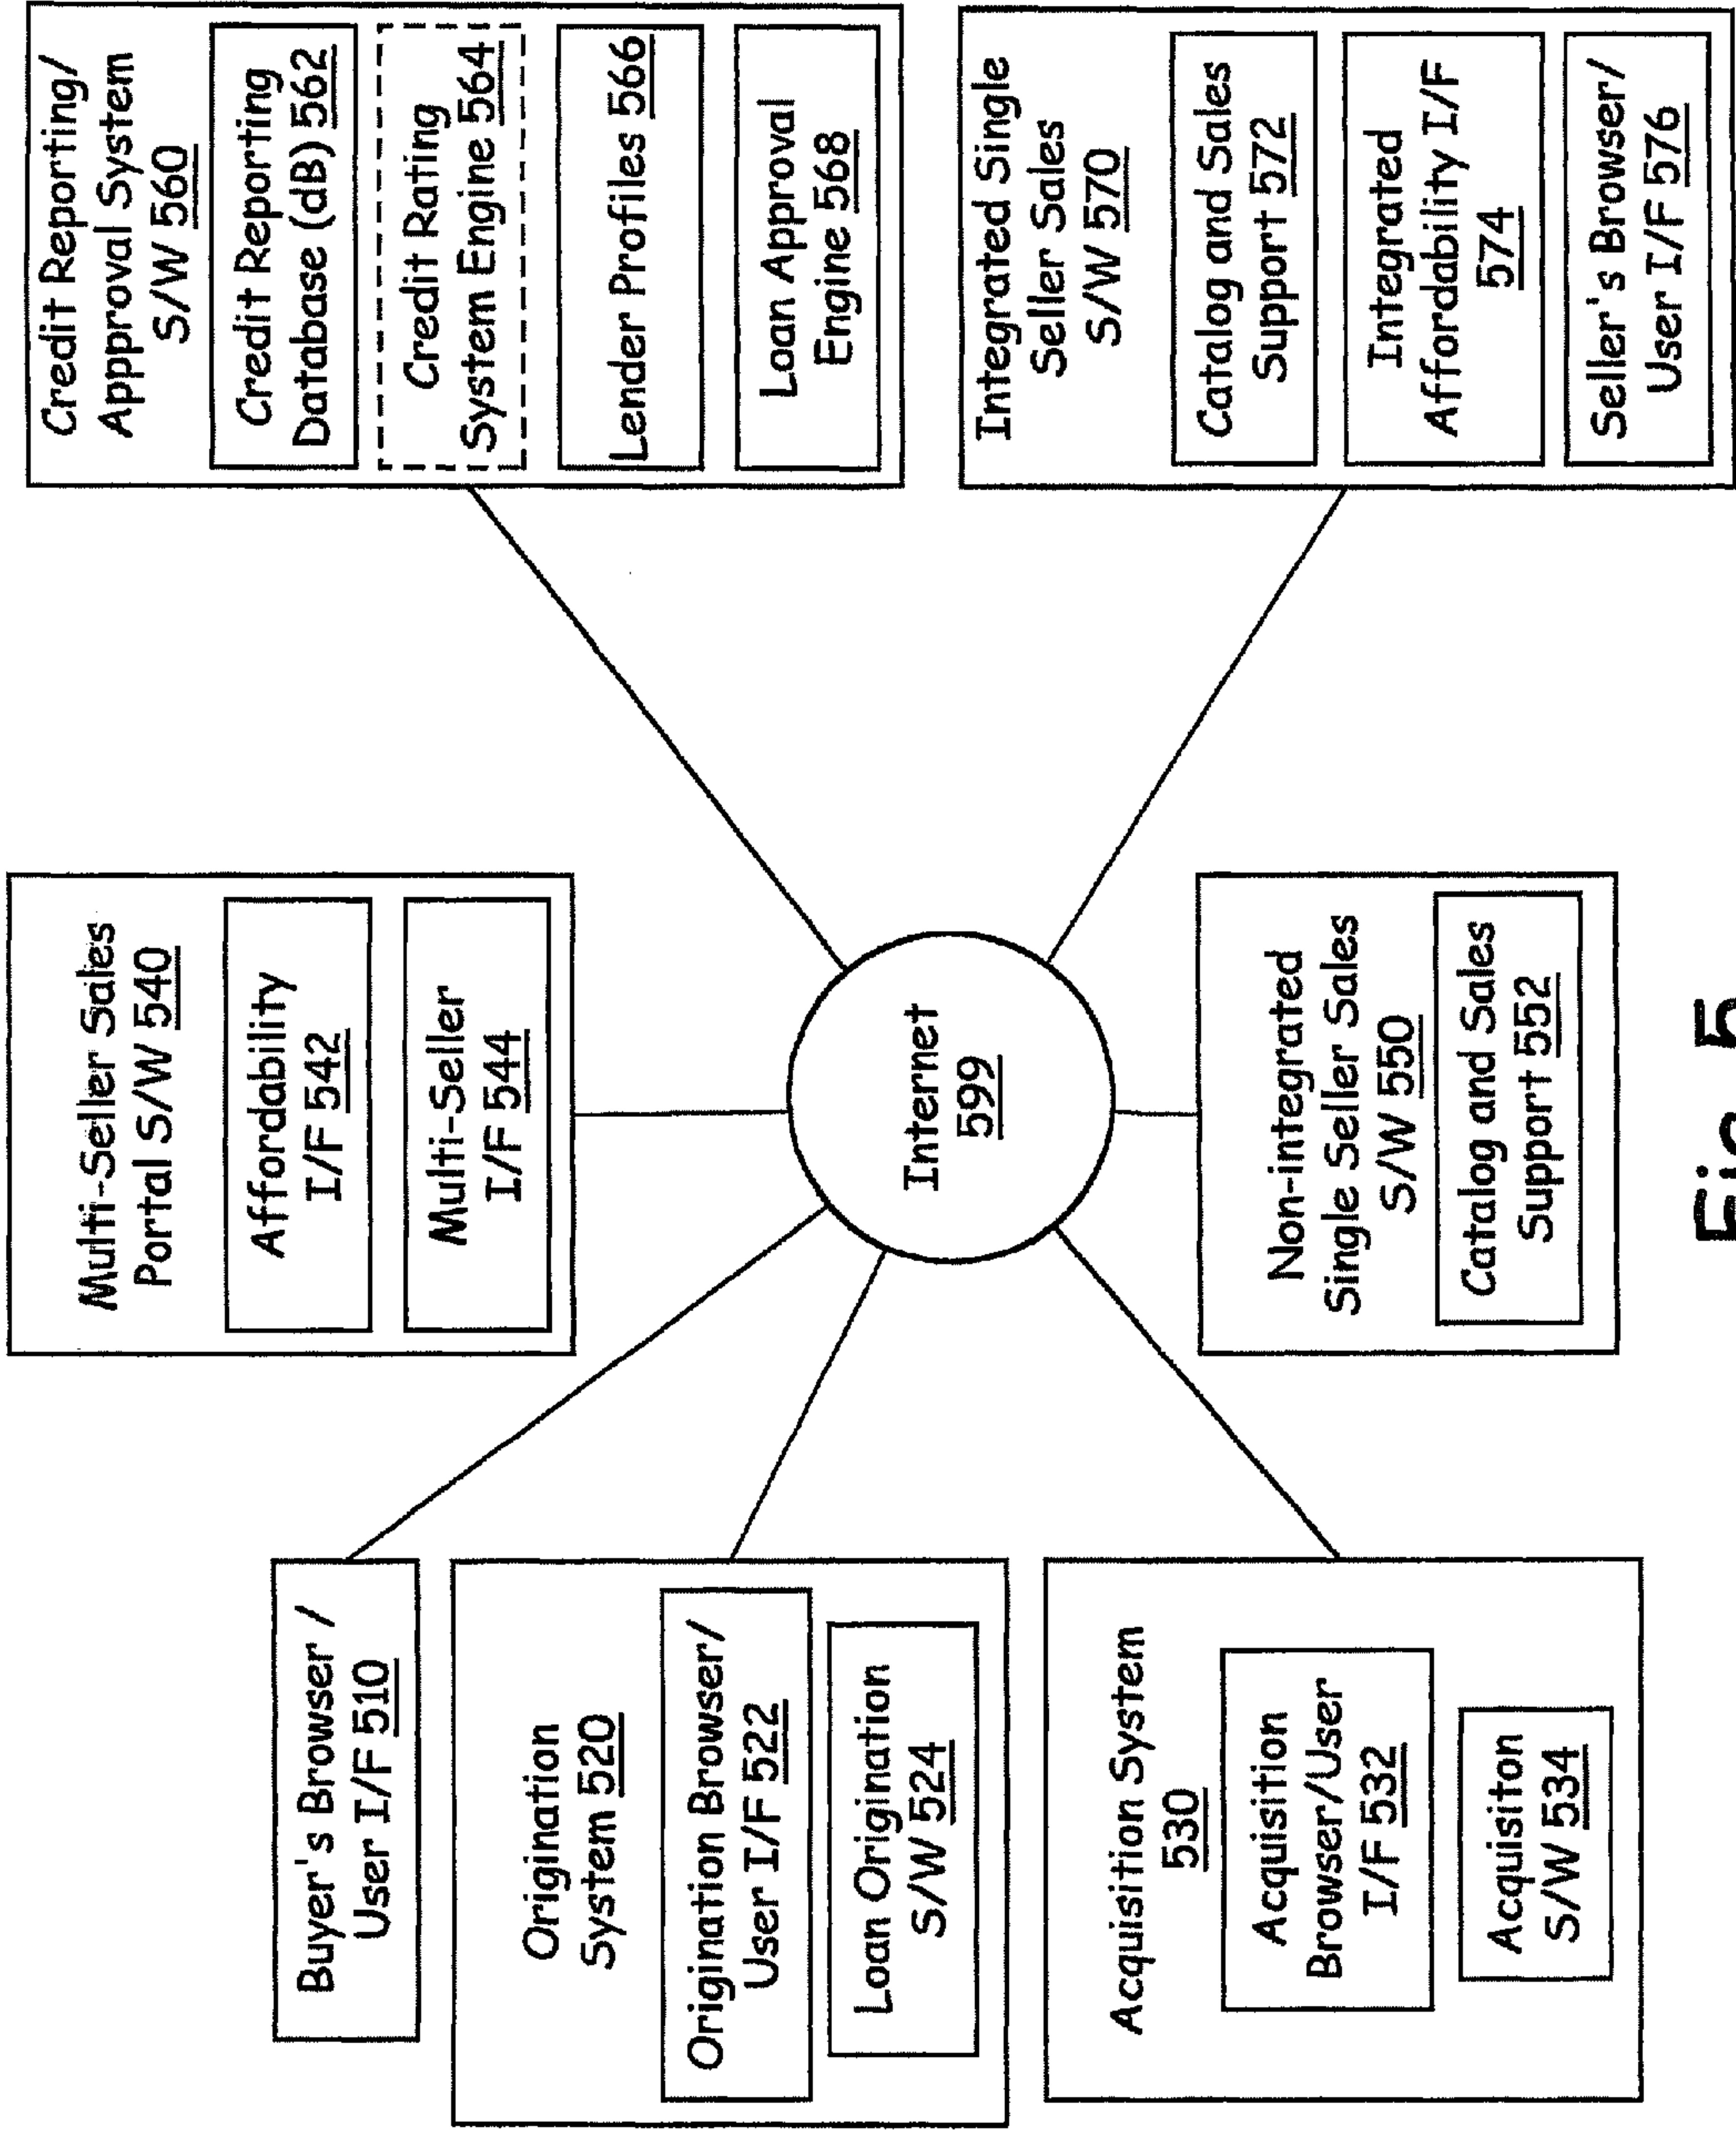 Buyer's Browser /
User I/F 510
Origination
System 520
Origination Browser/
User I/F 522
Loan Origination
S/W 524
Acquisition System
530
Acquisition
Browser/User
I/F 532
Acquisiton
S/W 534
Multi-Seller Sales
Portal S/W 540
Affordability
I/F 542
Multi-Seller
I/F 544
Internet
599
Non-integrated
Single Seller Sales
S/W 550
Catalog and Sales
Support 552
Credit Reporting/
Approval System
S/W 560
Credit Reporting
Database (dB) 562
Credit Rating
System Engine 564
Lender Profiles 566
Loan Approval
Engine 568
Integrated Single
Seller Sales
S/W 570
Catalog and Sales
Support 572
Integrated
Affordability I/F
574
Seller's Browser/
User I/F 576
Fig. 5